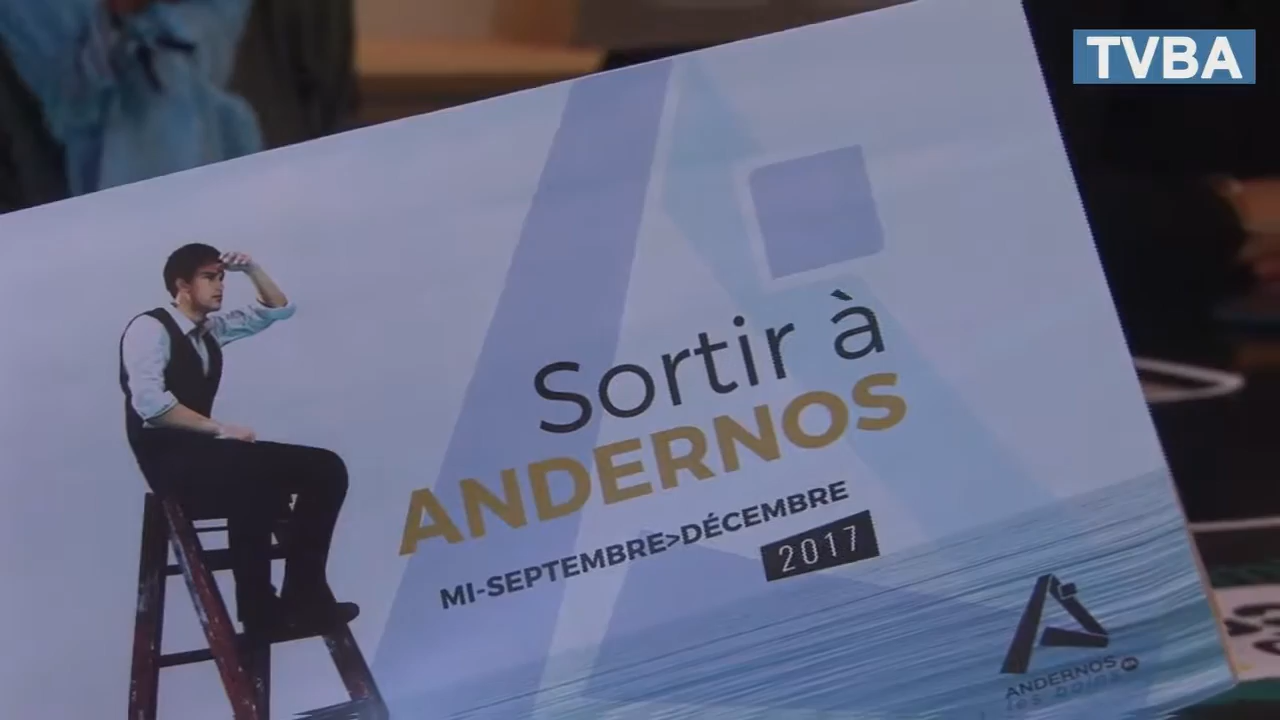 TVBA
Sortir à
ANDERNOS
MI-SEPTEMBRE>DÉCEMBRE
2017
ANDERNOS
les bains